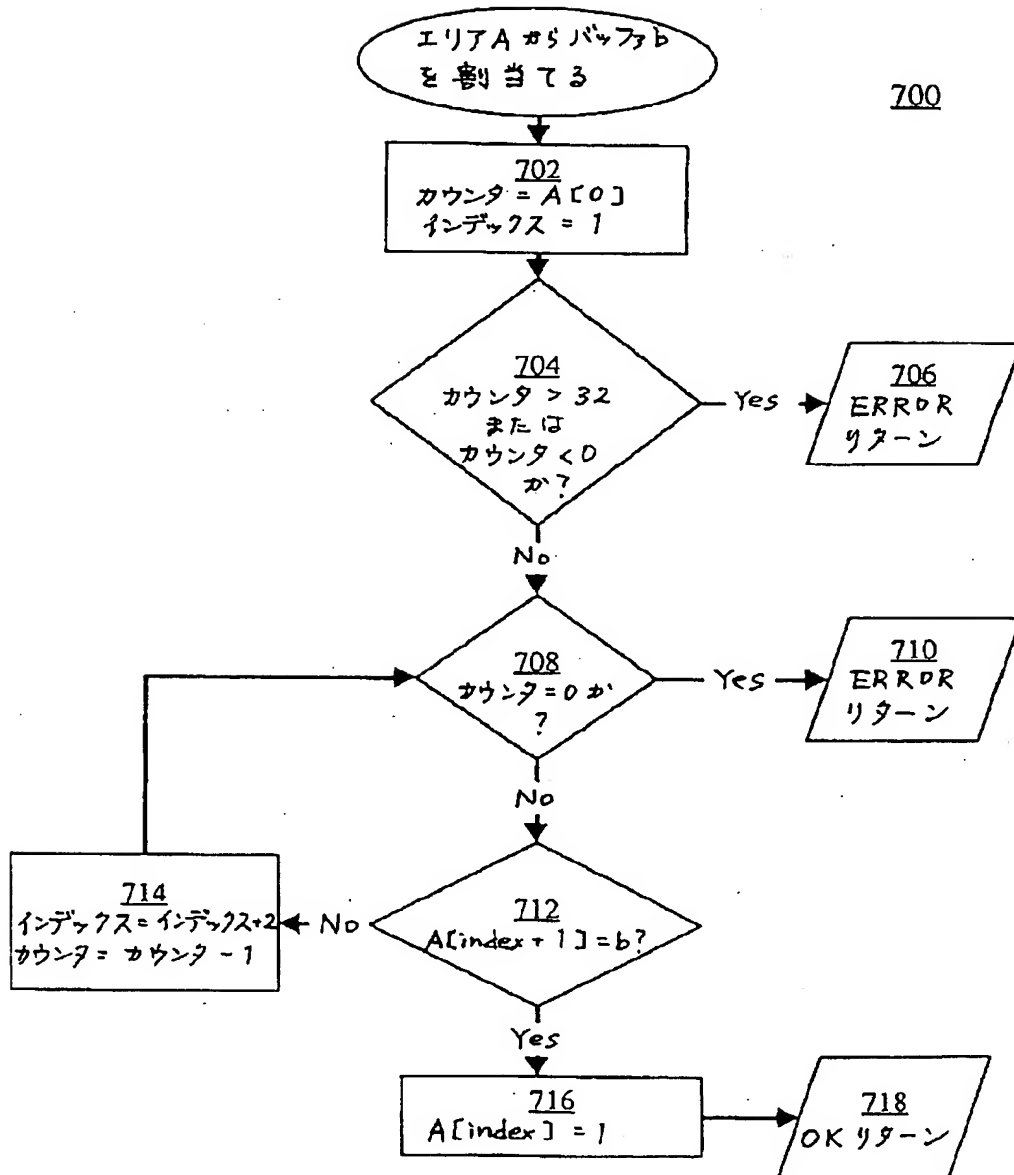 エリアAからバッファb
を割当てる
700
702
カウンタ = A[0]
インデックス = 1
704
カウンタ > 32
または
カウンタ < 0
か?
Yes
706
ERROR
リターン
No
708
カウンタ=0か
?
Yes
710
ERROR
リターン
No
712
A[index + 1] = b?
No
714
インデックス=インデックス+2
カウンタ= カウンタ - 1
Yes
716
A[index] = 1
718
OK リターン